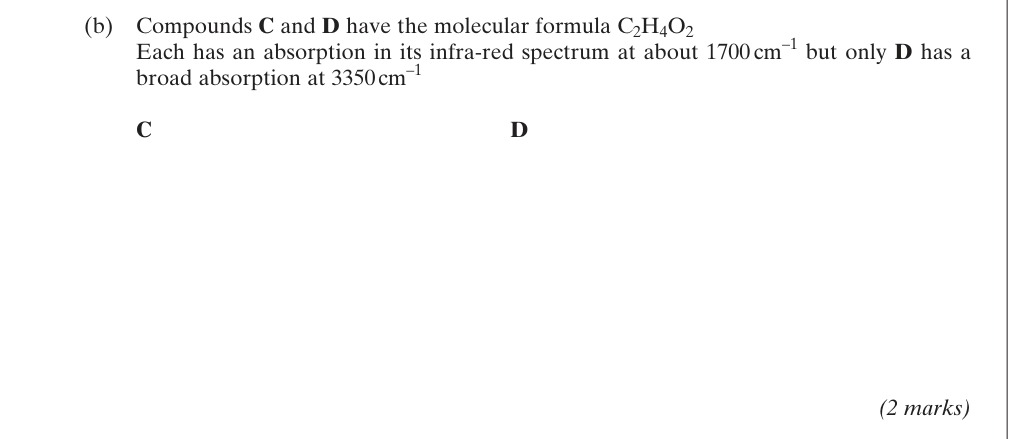 (b) Compounds C and D have the molecular formula C₂H₄O₂
Each has an absorption in its infra-red spectrum at about 1700 cm⁻¹ but only D has a
broad absorption at 3350 cm⁻¹
C D
(2 marks)